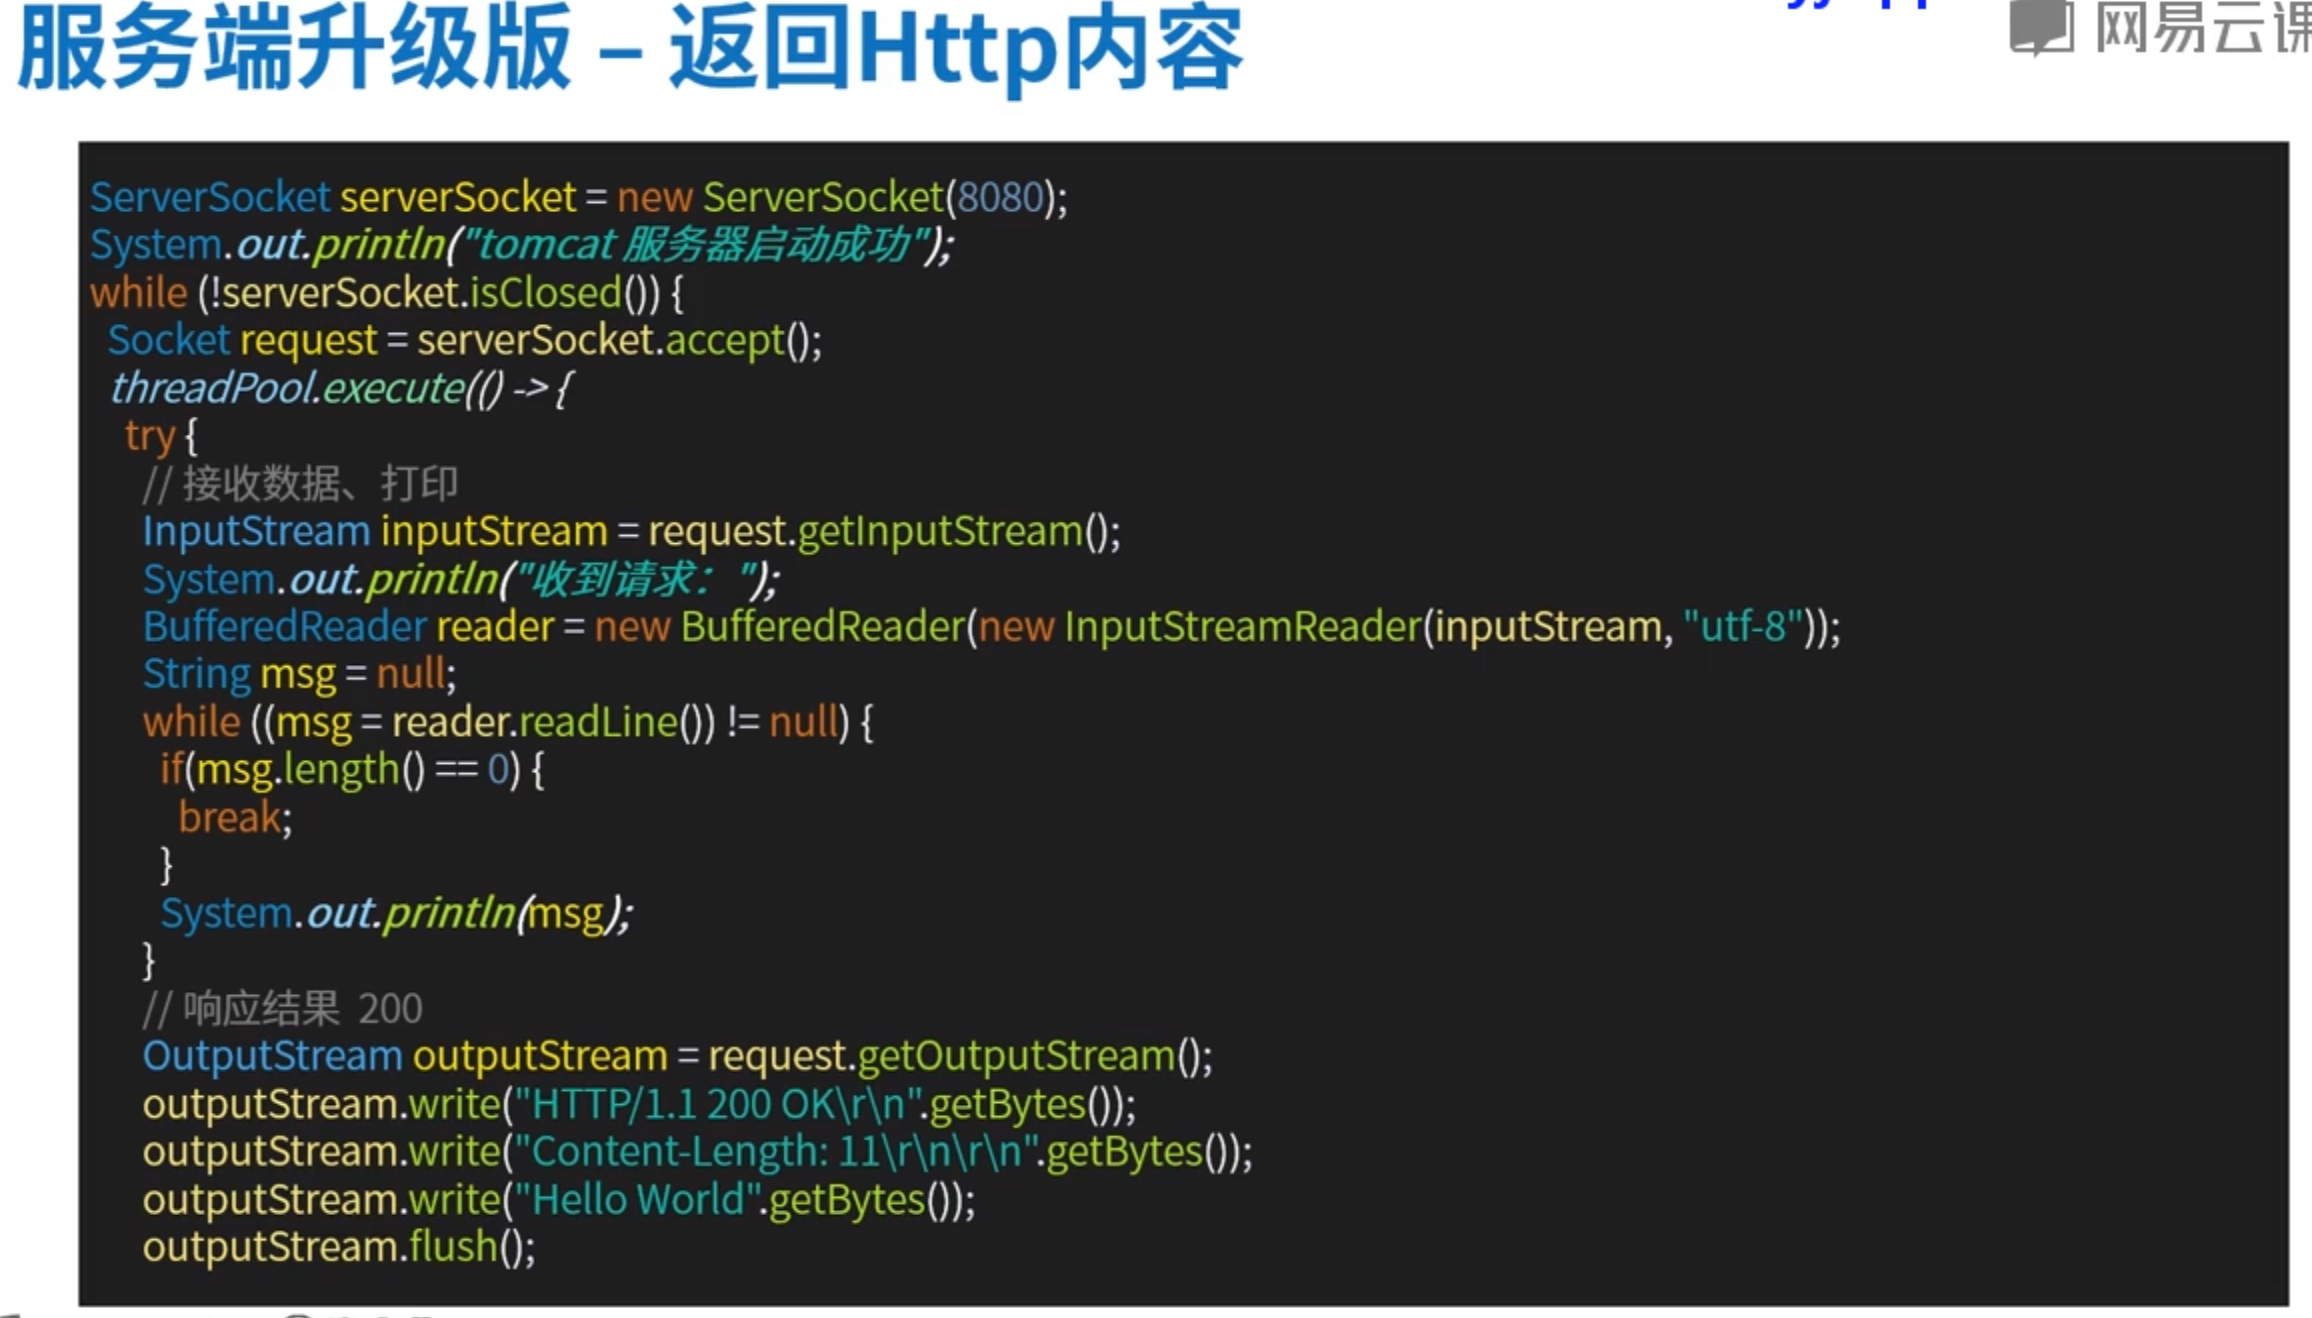 服务端升级版 – 返回Http内容
网易云课
ServerSocket serverSocket = new ServerSocket(8080);
System.out.println("tomcat 服务器启动成功");
while (!serverSocket.isClosed()) {
Socket request = serverSocket.accept();
threadPool.execute(() -> {
try {
// 接收数据、打印
InputStream inputStream = request.getInputStream();
System.out.println("收到请求：");
BufferedReader reader = new BufferedReader(new InputStreamReader(inputStream, "utf-8"));
String msg = null;
while ((msg = reader.readLine()) != null) {
if(msg.length() == 0) {
break;
}
System.out.println(msg);
}
// 响应结果 200
OutputStream outputStream = request.getOutputStream();
outputStream.write("HTTP/1.1 200 OK\r\n".getBytes());
outputStream.write("Content-Length: 11\r\n\r\n".getBytes());
outputStream.write("Hello World".getBytes());
outputStream.flush();